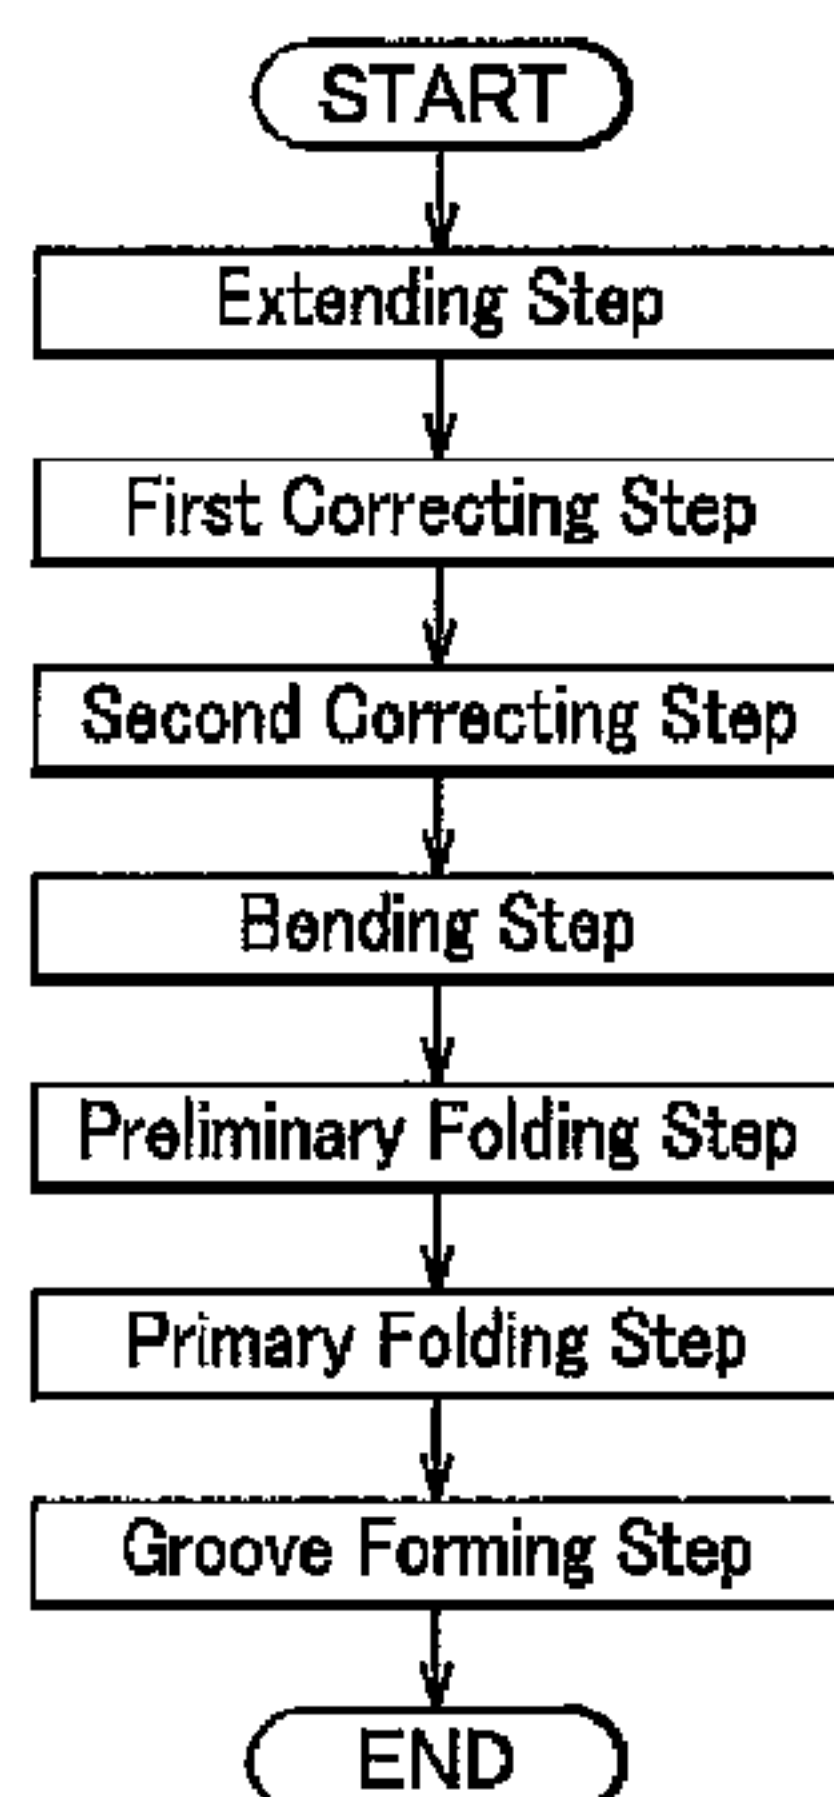 START
Extending Step
First Correcting Step
Second Correcting Step
Bending Step
Preliminary Folding Step
Primary Folding Step
Groove Forming Step
END